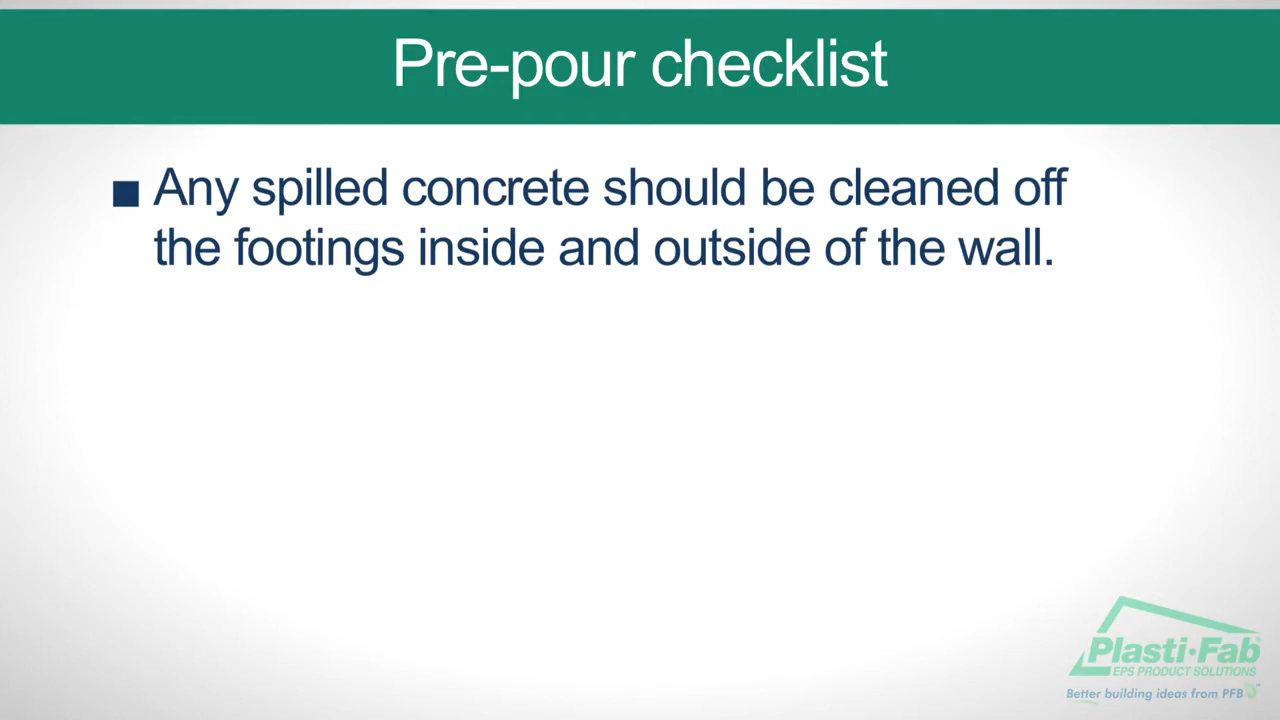 Pre-pour checklist
■ Any spilled concrete should be cleaned off
the footings inside and outside of the wall.
Plasti·Fab®
EPS PRODUCT SOLUTIONS
Better building ideas from PFB™